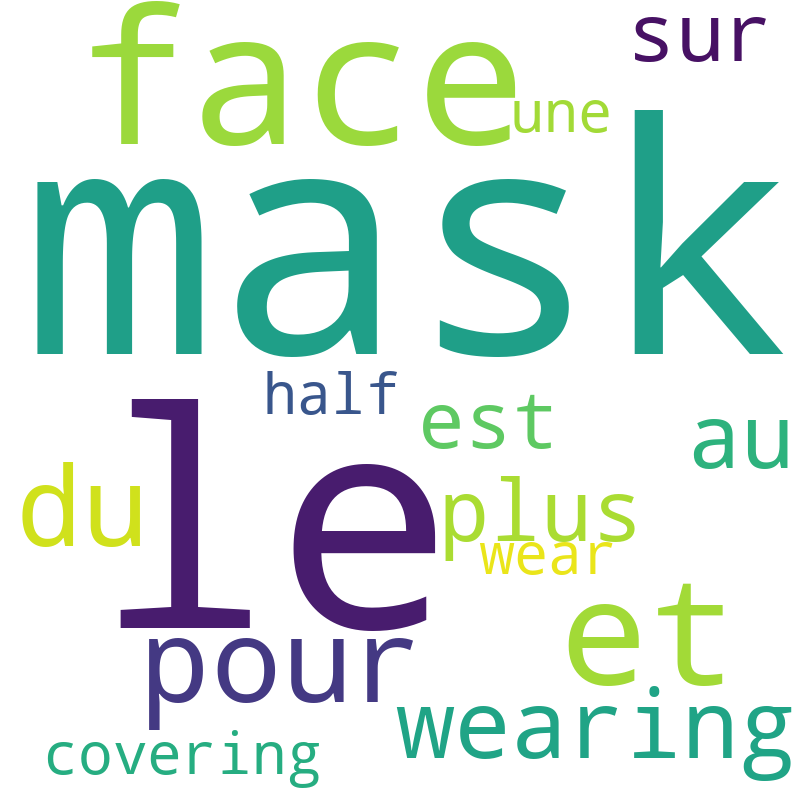 sur
face
une
mask
half
est
au
le
du
plus
wear
et
pour
wearing
covering